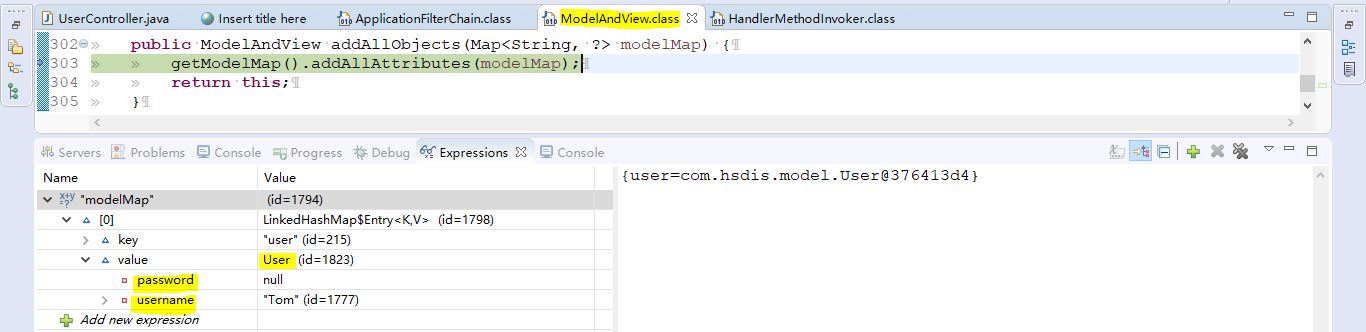 UserController.java Insert title here ApplicationFilterChain.class ModelAndView.class HandlerMethodInvoker.class
302 » public·ModelAndView·addAllObjects(Map<String,·?>·modelMap)·{¶
303 » » getModelMap().addAllAttributes(modelMap);¶
304 » » return·this;¶
305 » }¶
Servers Problems Console Progress Debug Expressions Console
Name Value
"modelMap" (id=1794)
[0] LinkedHashMap$Entry<K,V> (id=1798)
key "user" (id=215)
value User (id=1823)
password null
username "Tom" (id=1777)
Add new expression
{user=com.hsdis.model.User@376413d4}